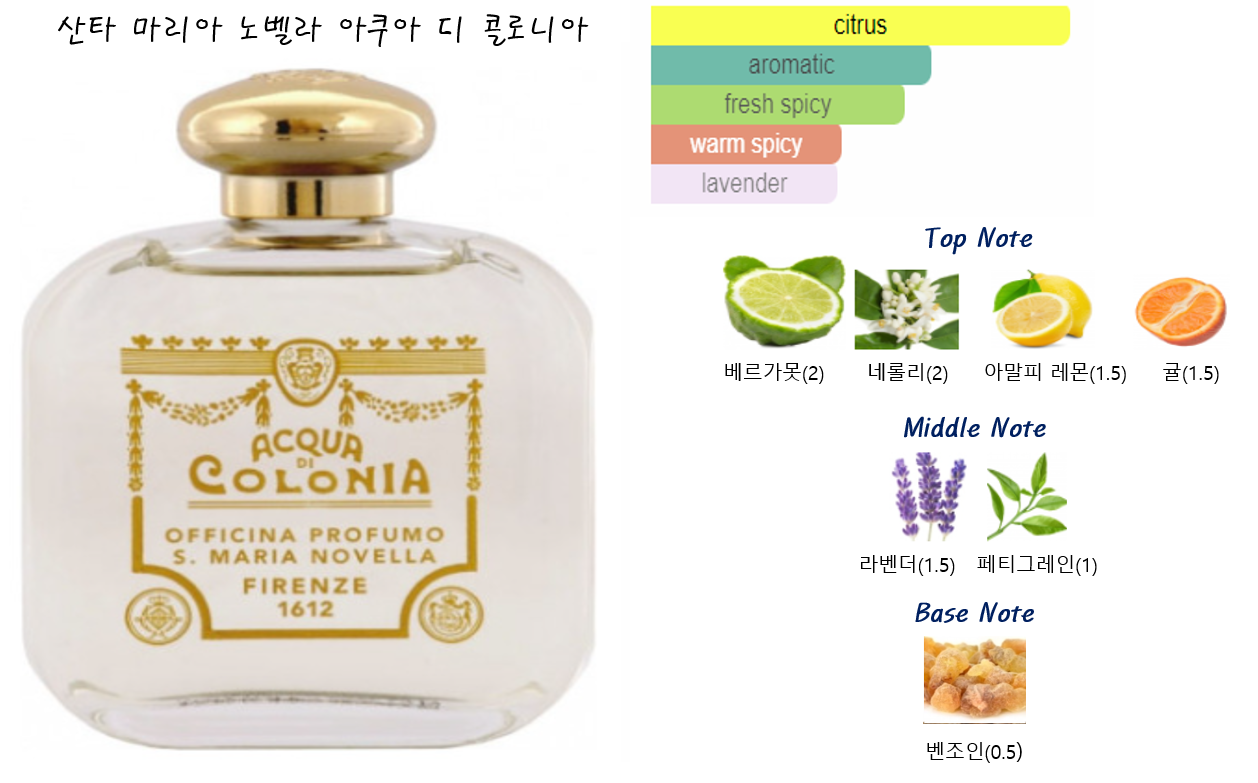 산타 마리아 노벨라 아쿠아 디 콜로니아
ACQUA
DI
COLONIA
OFFICINA PROFUMO
S. MARIA NOVELLA
FIRENZE
1612
citrus
aromatic
fresh spicy
warm spicy
lavender
Top Note
베르가못(2) 네롤리(2) 아말피 레몬(1.5) 귤(1.5)
Middle Note
라벤더(1.5) 페티그레인(1)
Base Note
벤조인(0.5)